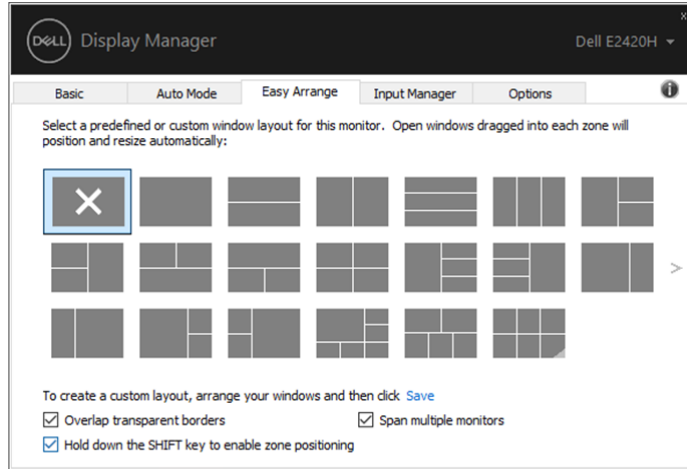 DELL Display Manager Dell E2420H
Basic Auto Mode Easy Arrange Input Manager Options
Select a predefined or custom window layout for this monitor. Open windows dragged into each zone will
position and resize automatically:
To create a custom layout, arrange your windows and then click Save
Overlap transparent borders Span multiple monitors
Hold down the SHIFT key to enable zone positioning